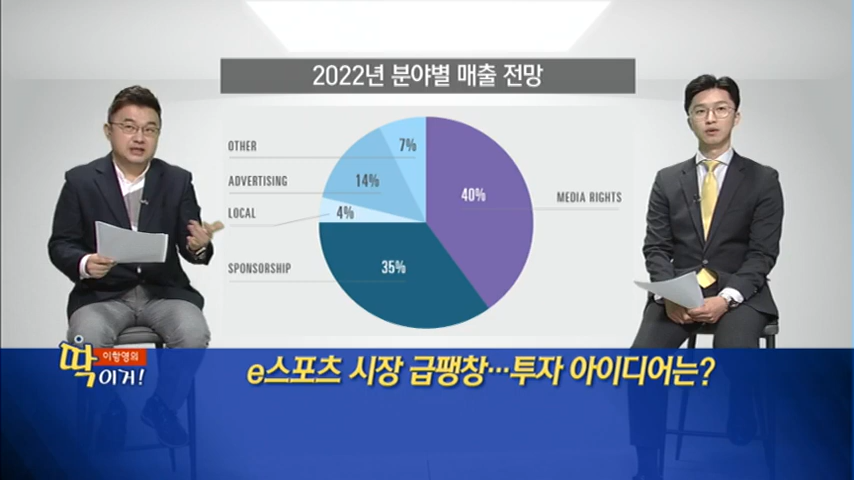 2022년 분야별 매출 전망
OTHER
7%
ADVERTISING
14%
LOCAL
4%
SPONSORSHIP
35%
40%
MEDIA RIGHTS
이항영의
딱
이거!
e스포츠 시장 급팽창…투자 아이디어는?